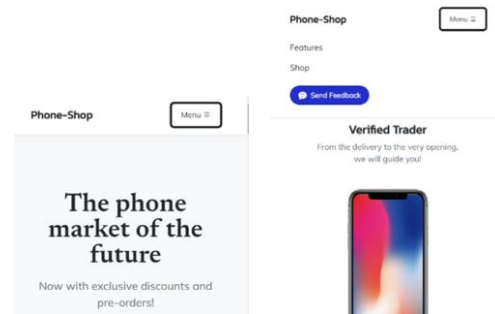 Phone-Shop
Menu ☰
The phone
market of the
future
Now with exclusive discounts and
pre-orders!
Phone-Shop
Menu ☰
Features
Shop
Send Feedback
Verified Trader
From the delivery to the very opening,
we will guide you!